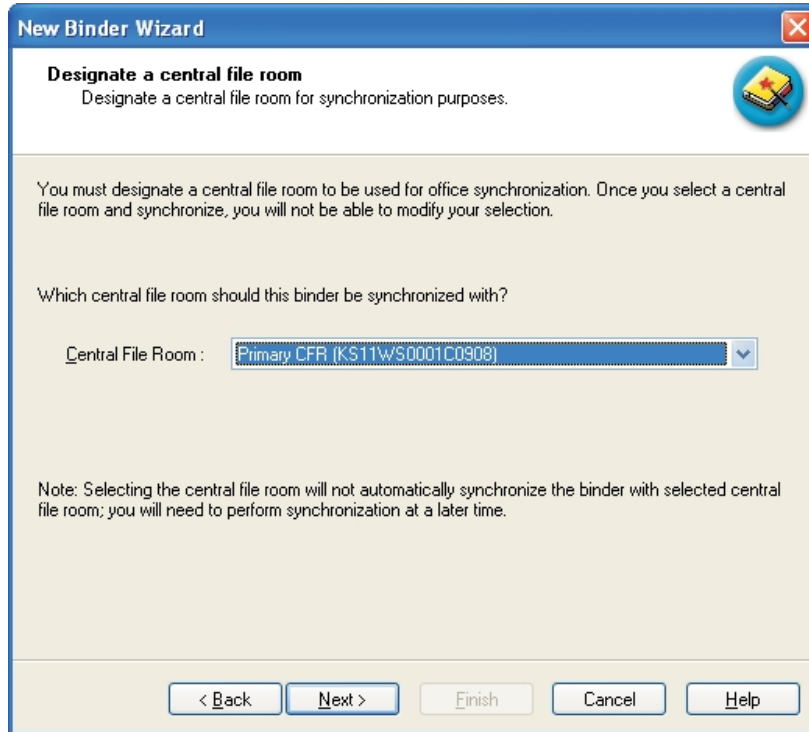 New Binder Wizard
Designate a central file room
Designate a central file room for synchronization purposes.
You must designate a central file room to be used for office synchronization. Once you select a central
file room and synchronize, you will not be able to modify your selection.
Which central file room should this binder be synchronized with?
Central File Room : Primary CFR (KS11WS0001C0908)
Note: Selecting the central file room will not automatically synchronize the binder with selected central
file room; you will need to perform synchronization at a later time.
< Back Next > Finish Cancel Help